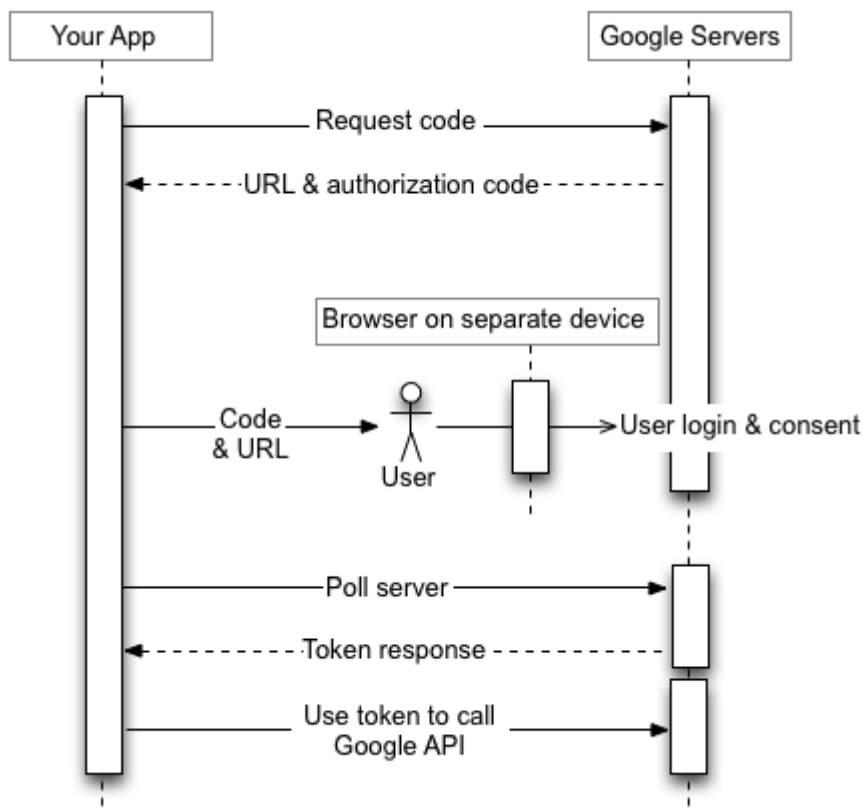 Your App
Google Servers
Request code
URL & authorization code
Browser on separate device
Code
& URL
User login & consent
User
Poll server
Token response
Use token to call
Google API